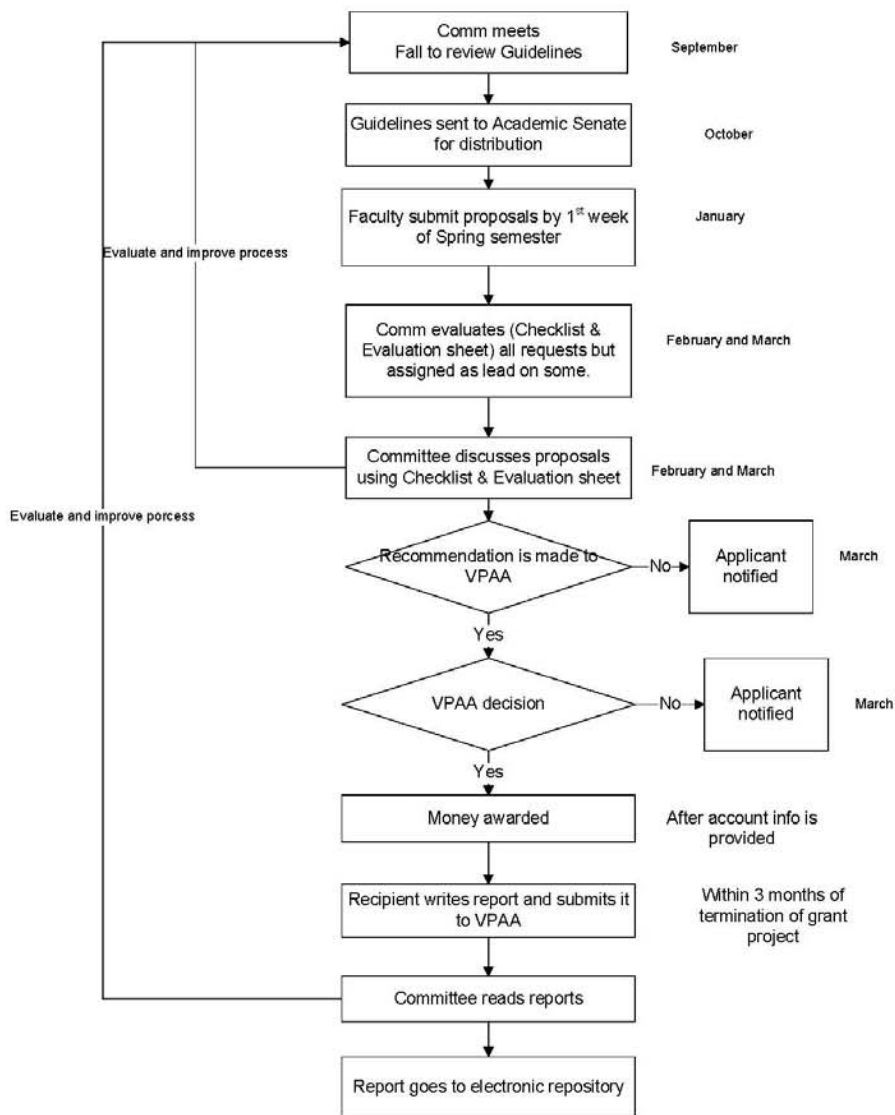 Comm meets
Fall to review Guidelines
September
Guidelines sent to Academic Senate
for distribution
October
Faculty submit proposals by 1st week
of Spring semester
January
Evaluate and improve process
Comm evaluates (Checklist &
Evaluation sheet) all requests but
assigned as lead on some.
February and March
Committee discusses proposals
using Checklist & Evaluation sheet
February and March
Evaluate and improve porcess
Recommendation is made to
VPAA
No
Applicant
notified
March
Yes
VPAA decision
No
Applicant
notified
March
Yes
Money awarded
After account info is
provided
Recipient writes report and submits it
to VPAA
Within 3 months of
termination of grant
project
Committee reads reports
Report goes to electronic repository